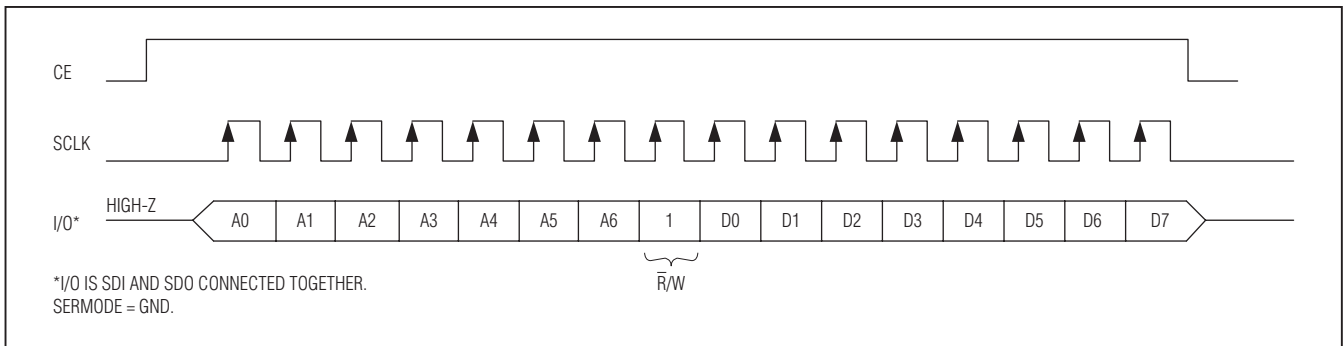 CE
SCLK
I/O* HIGH-Z A0 A1 A2 A3 A4 A5 A6 1 D0 D1 D2 D3 D4 D5 D6 D7
R̅/W
*I/O IS SDI AND SDO CONNECTED TOGETHER.
SERMODE = GND.